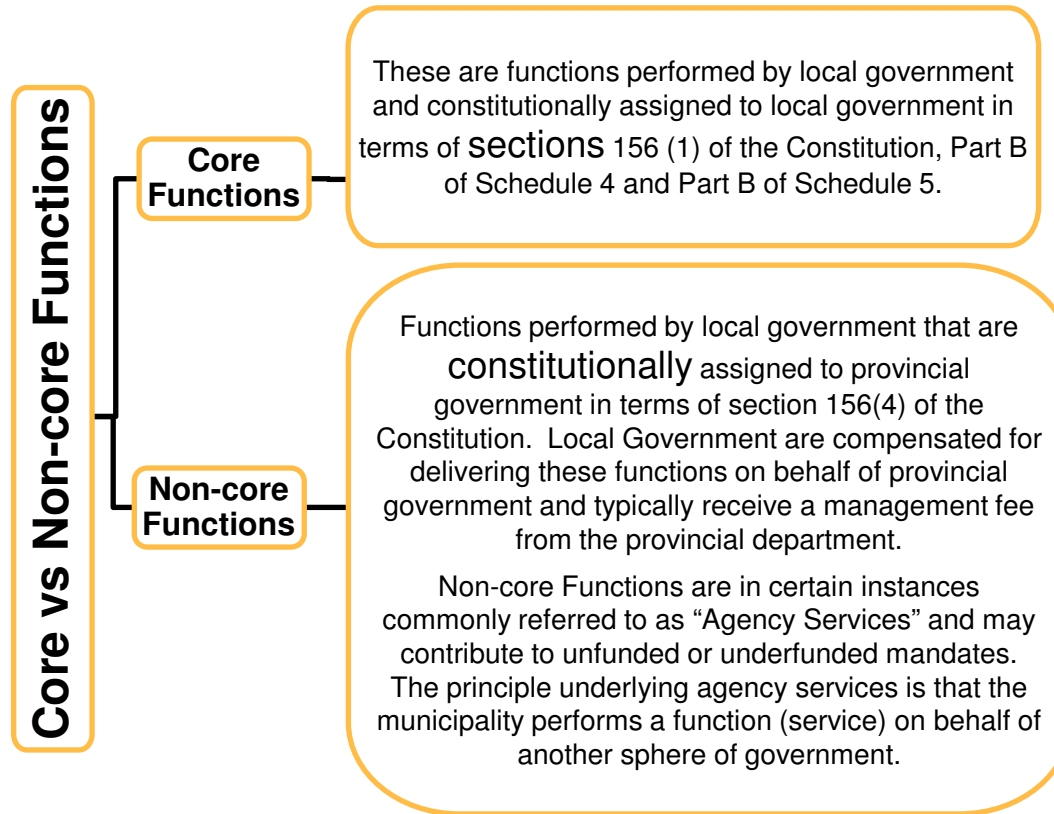 Core vs Non-core Functions
Core
Functions
These are functions performed by local government
and constitutionally assigned to local government in
terms of sections 156 (1) of the Constitution, Part B
of Schedule 4 and Part B of Schedule 5.
Non-core
Functions
Functions performed by local government that are
constitutionally assigned to provincial
government in terms of section 156(4) of the
Constitution.  Local Government are compensated for
delivering these functions on behalf of provincial
government and typically receive a management fee
from the provincial department.
Non-core Functions are in certain instances
commonly referred to as “Agency Services” and may
contribute to unfunded or underfunded mandates.
The principle underlying agency services is that the
municipality performs a function (service) on behalf of
another sphere of government.